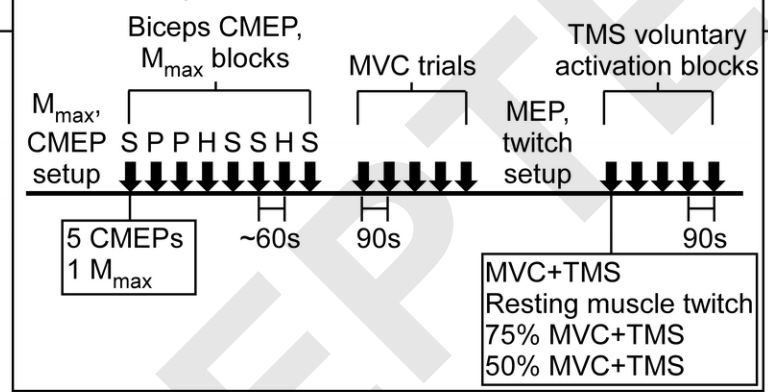 Biceps CMEP,
Mmax blocks
MVC trials
TMS voluntary
activation blocks
Mmax,
CMEP
setup
S P P H S S H S
MEP,
twitch
setup
5 CMEPs
1 Mmax
~60s
90s
90s
MVC+TMS
Resting muscle twitch
75% MVC+TMS
50% MVC+TMS